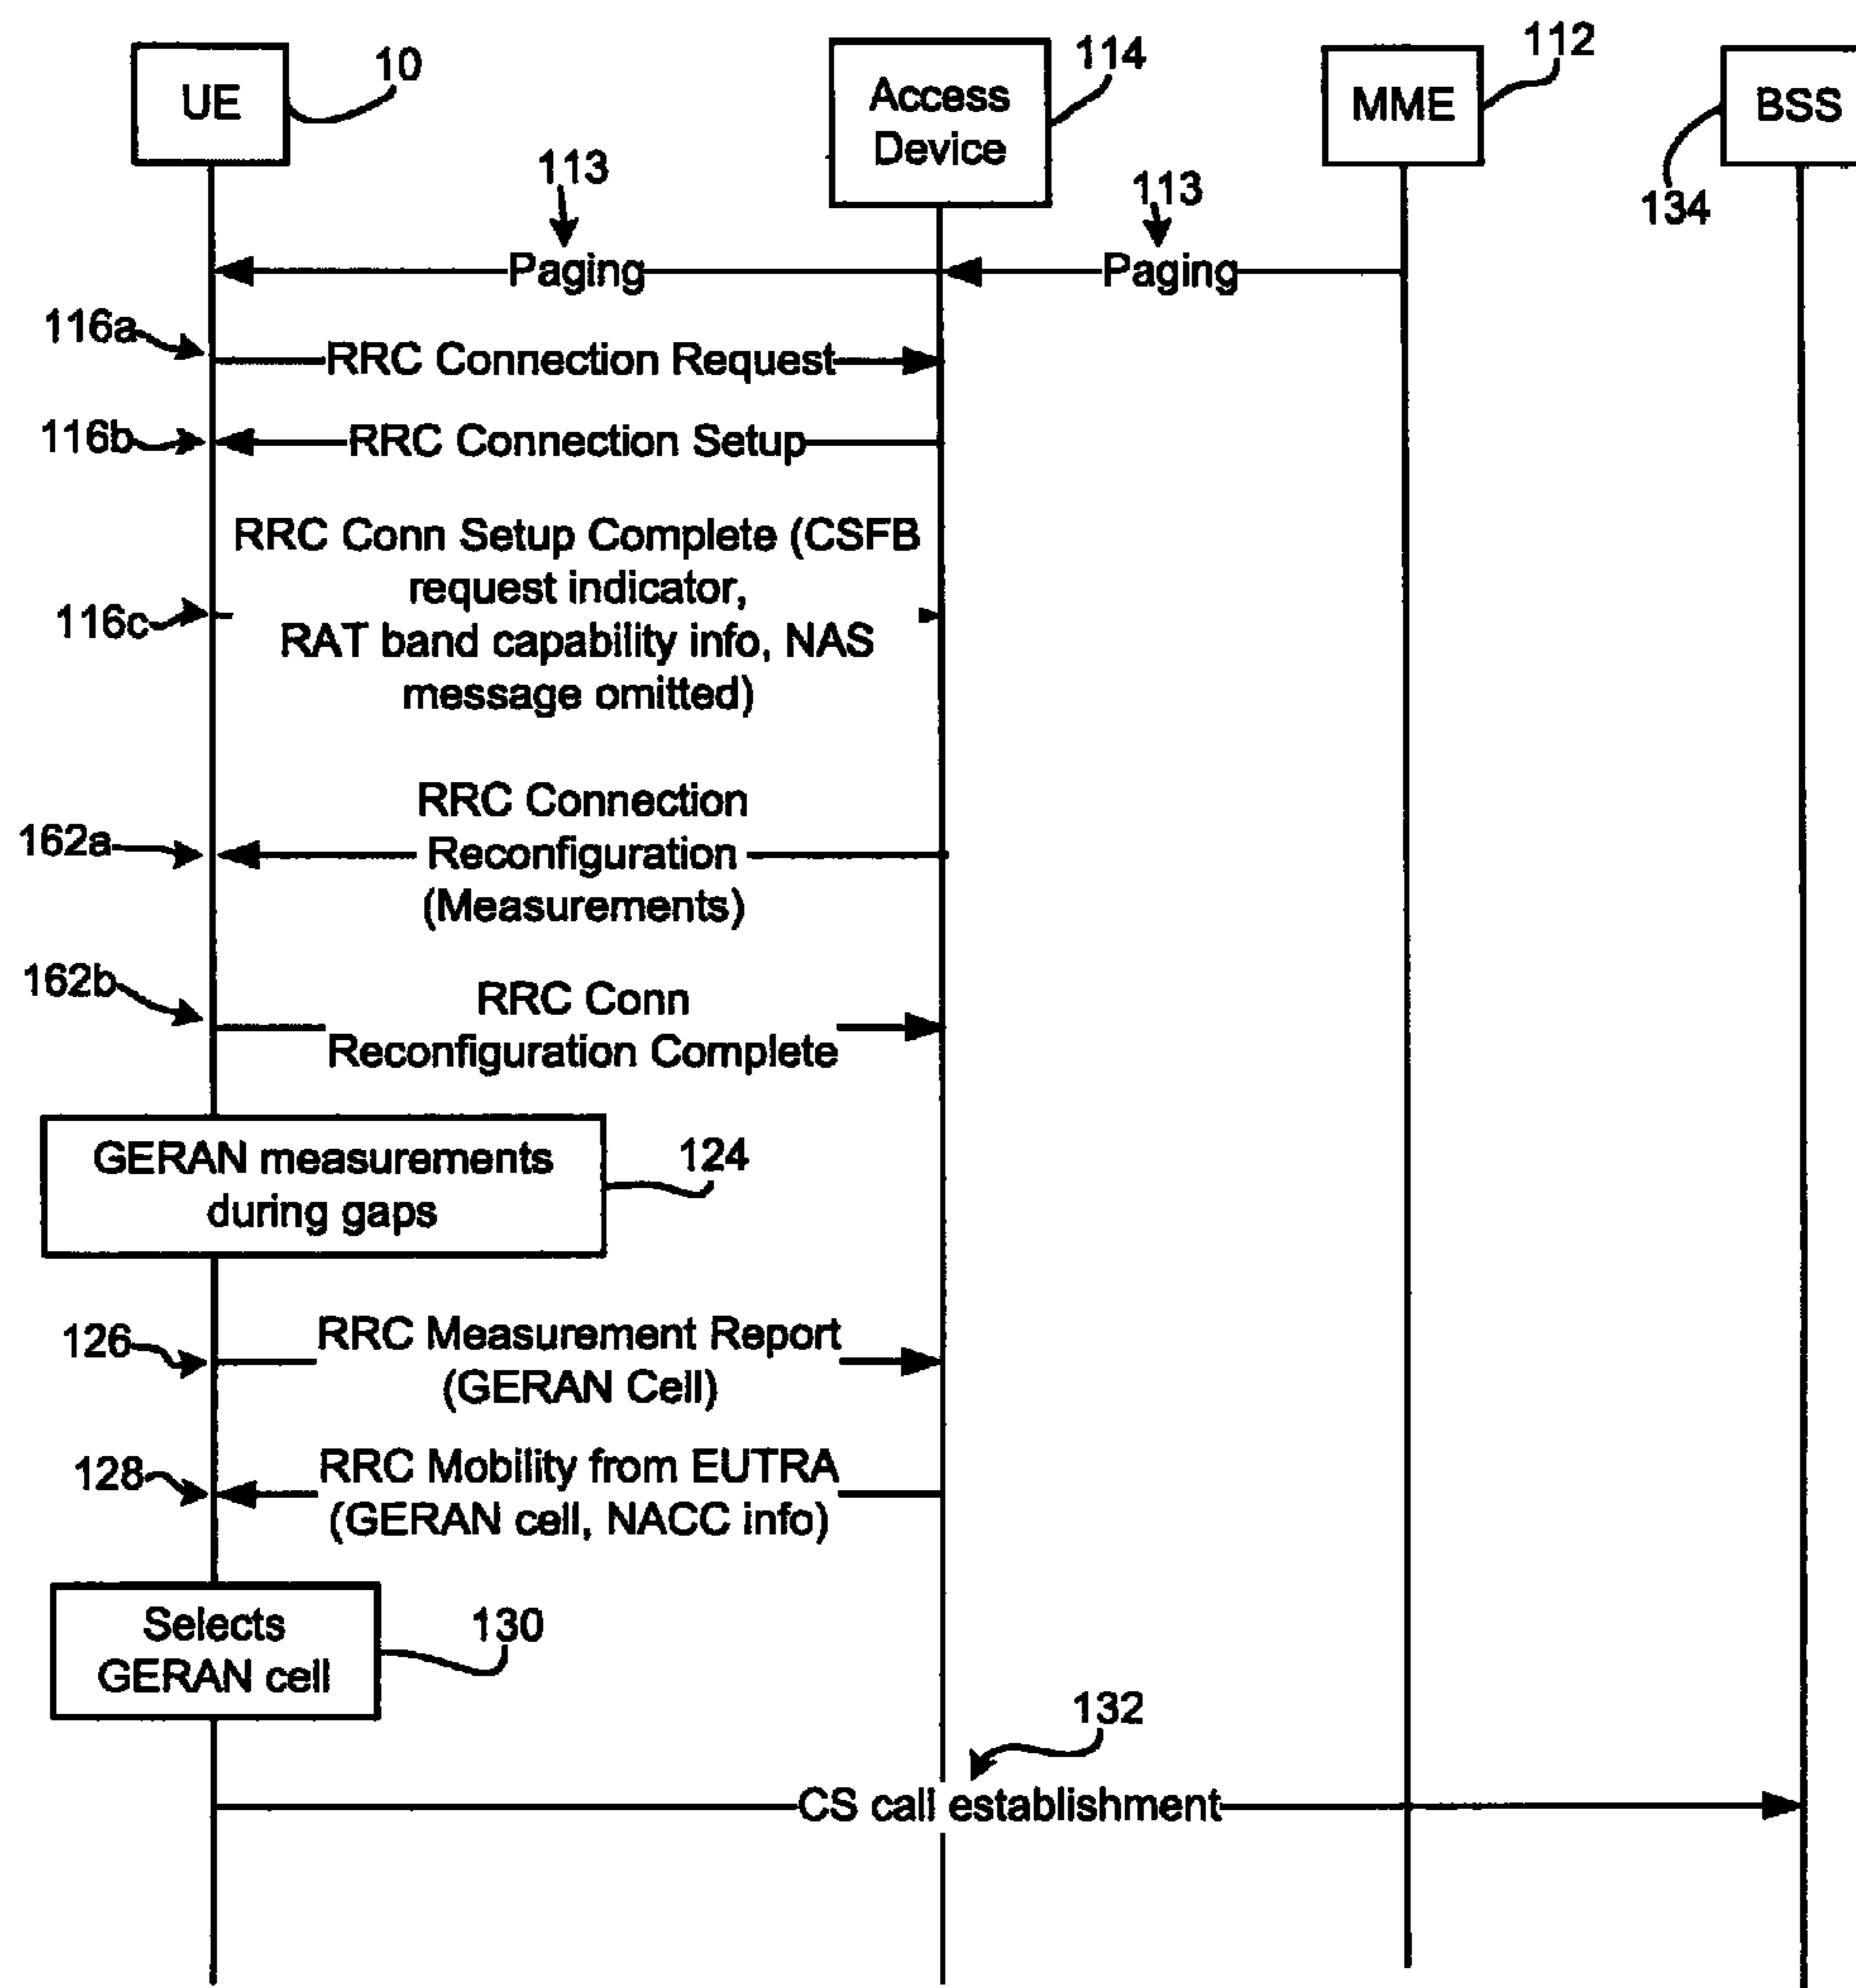 10
114
112
UE
Access
Device
MME
BSS
134
113
113
Paging
Paging
116a
RRC Connection Request
116b
RRC Connection Setup
RRC Conn Setup Complete (CSFB
request indicator,
116c
RAT band capability info, NAS
message omitted)
RRC Connection
162a
Reconfiguration
(Measurements)
162b
RRC Conn
Reconfiguration Complete
GERAN measurements
during gaps
124
126
RRC Measurement Report
(GERAN Cell)
128
RRC Mobility from EUTRA
(GERAN cell, NACC info)
Selects
GERAN cell
130
132
CS call establishment